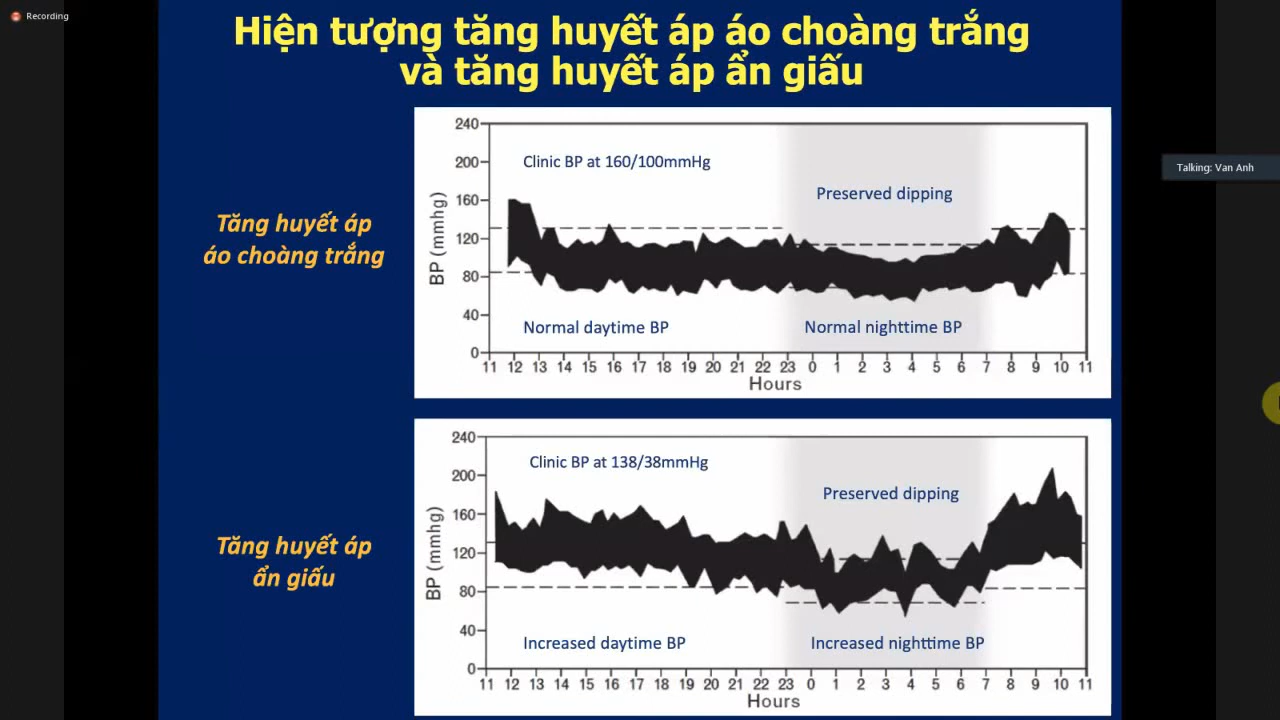 Recording
Hiện tượng tăng huyết áp áo choàng trắng
và tăng huyết áp ẩn giấu
Talking: Van Anh
Tăng huyết áp
áo choàng trắng
BP (mmhg)
240
200
160
120
80
40
0
Clinic BP at 160/100mmHg
Preserved dipping
Normal daytime BP
Normal nighttime BP
11 12 13 14 15 16 17 18 19 20 21 22 23 0 1 2 3 4 5 6 7 8 9 10 11
Hours
Tăng huyết áp
ẩn giấu
BP (mmhg)
240
200
160
120
80
40
0
Clinic BP at 138/38mmHg
Preserved dipping
Increased daytime BP
Increased nighttime BP
11 12 13 14 15 16 17 18 19 20 21 22 23 0 1 2 3 4 5 6 7 8 9 10 11
Hours